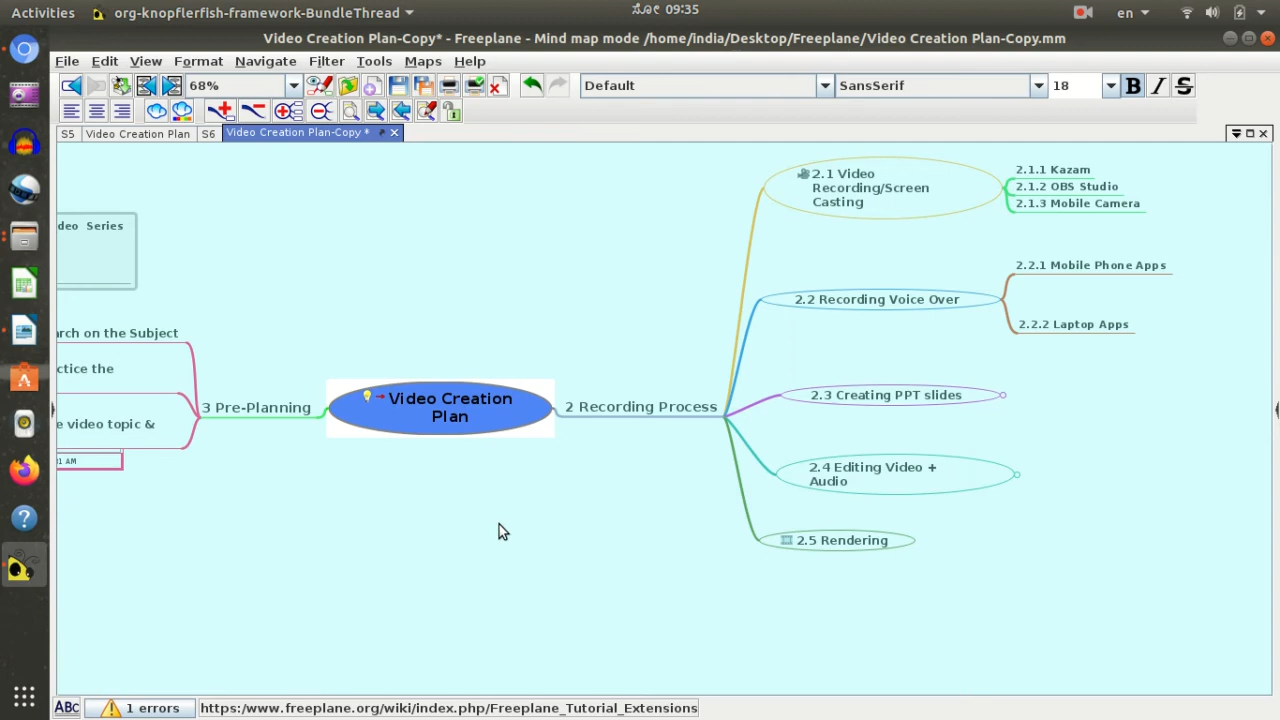 Activities
org-knopflerfish-framework-BundleThread
09:35
en
Video Creation Plan-Copy* - Freeplane - Mind map mode /home/india/Desktop/Freeplane/Video Creation Plan-Copy.mm
File Edit View Format Navigate Filter Tools Maps Help
68%
Default
SansSerif
18
B I S
S5
Video Creation Plan
S6
Video Creation Plan-Copy *
deo Series
rch on the Subject
ctice the
e video topic &
1 AM
3 Pre-Planning
Video Creation
Plan
2 Recording Process
2.1 Video
Recording/Screen
Casting
2.1.1 Kazam
2.1.2 OBS Studio
2.1.3 Mobile Camera
2.2 Recording Voice Over
2.2.1 Mobile Phone Apps
2.2.2 Laptop Apps
2.3 Creating PPT slides
2.4 Editing Video +
Audio
2.5 Rendering
ABC
1 errors
https:/www.freeplane.org/wiki/index.php/Freeplane_Tutorial_Extensions